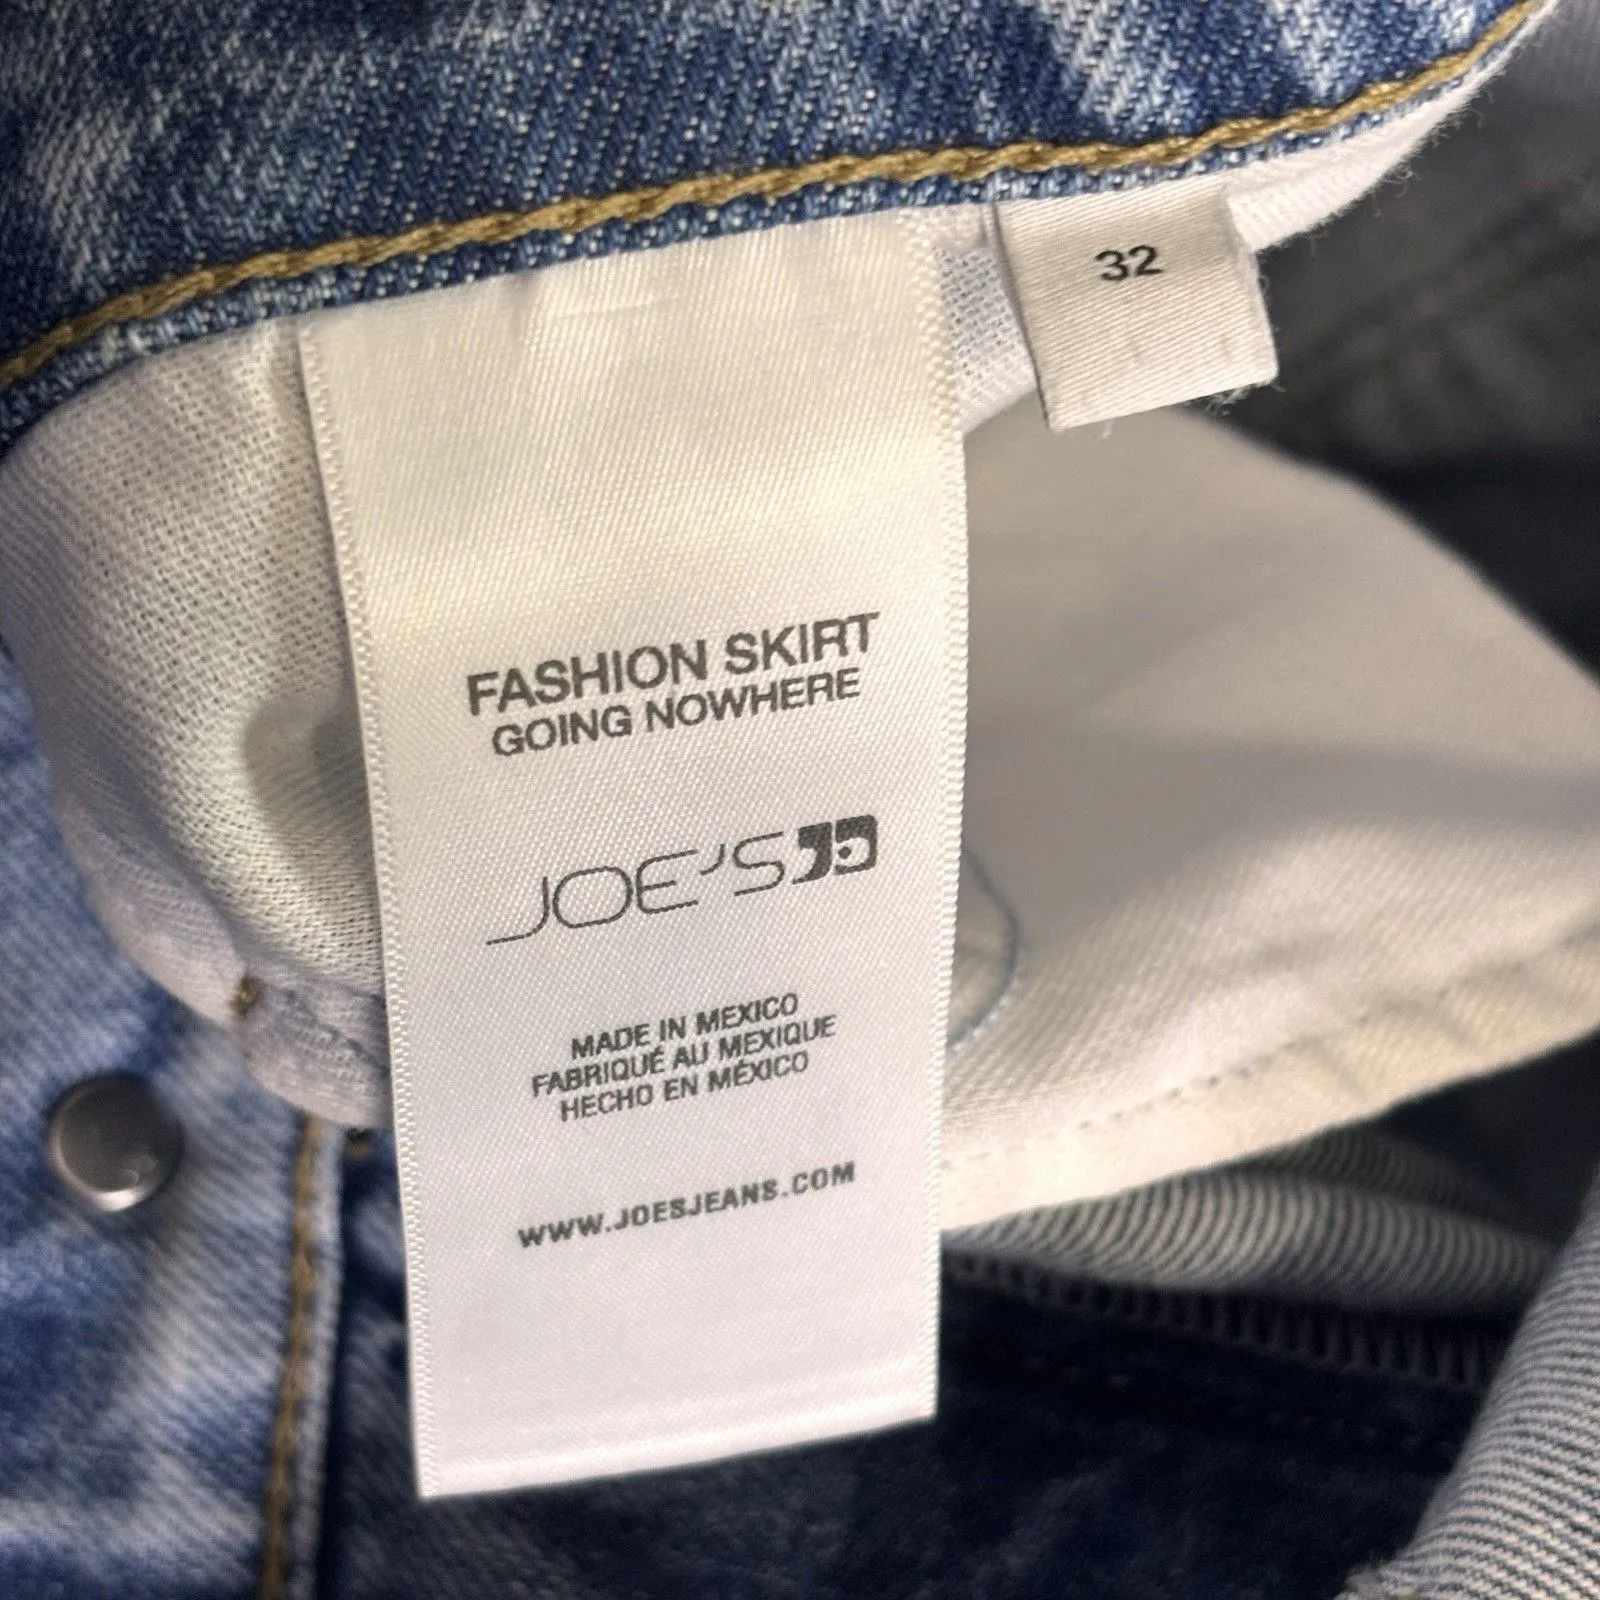 32
FASHION SKIRT
GOING NOWHERE
JOE'S
MADE IN MEXICO
FABRIQUÉ AU MEXIQUE
HECHO EN MÉXICO
WWW.JOESJEANS.COM